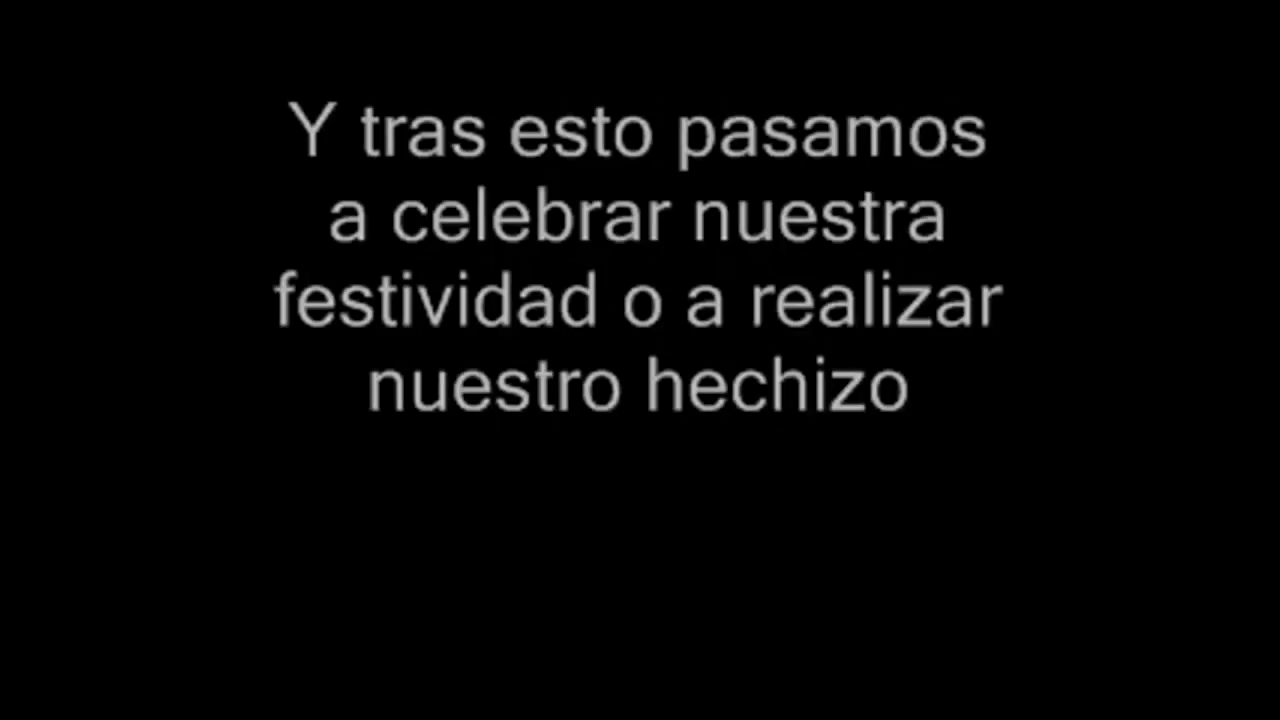 Y tras esto pasamos
a celebrar nuestra
festividad o a realizar
nuestro hechizo